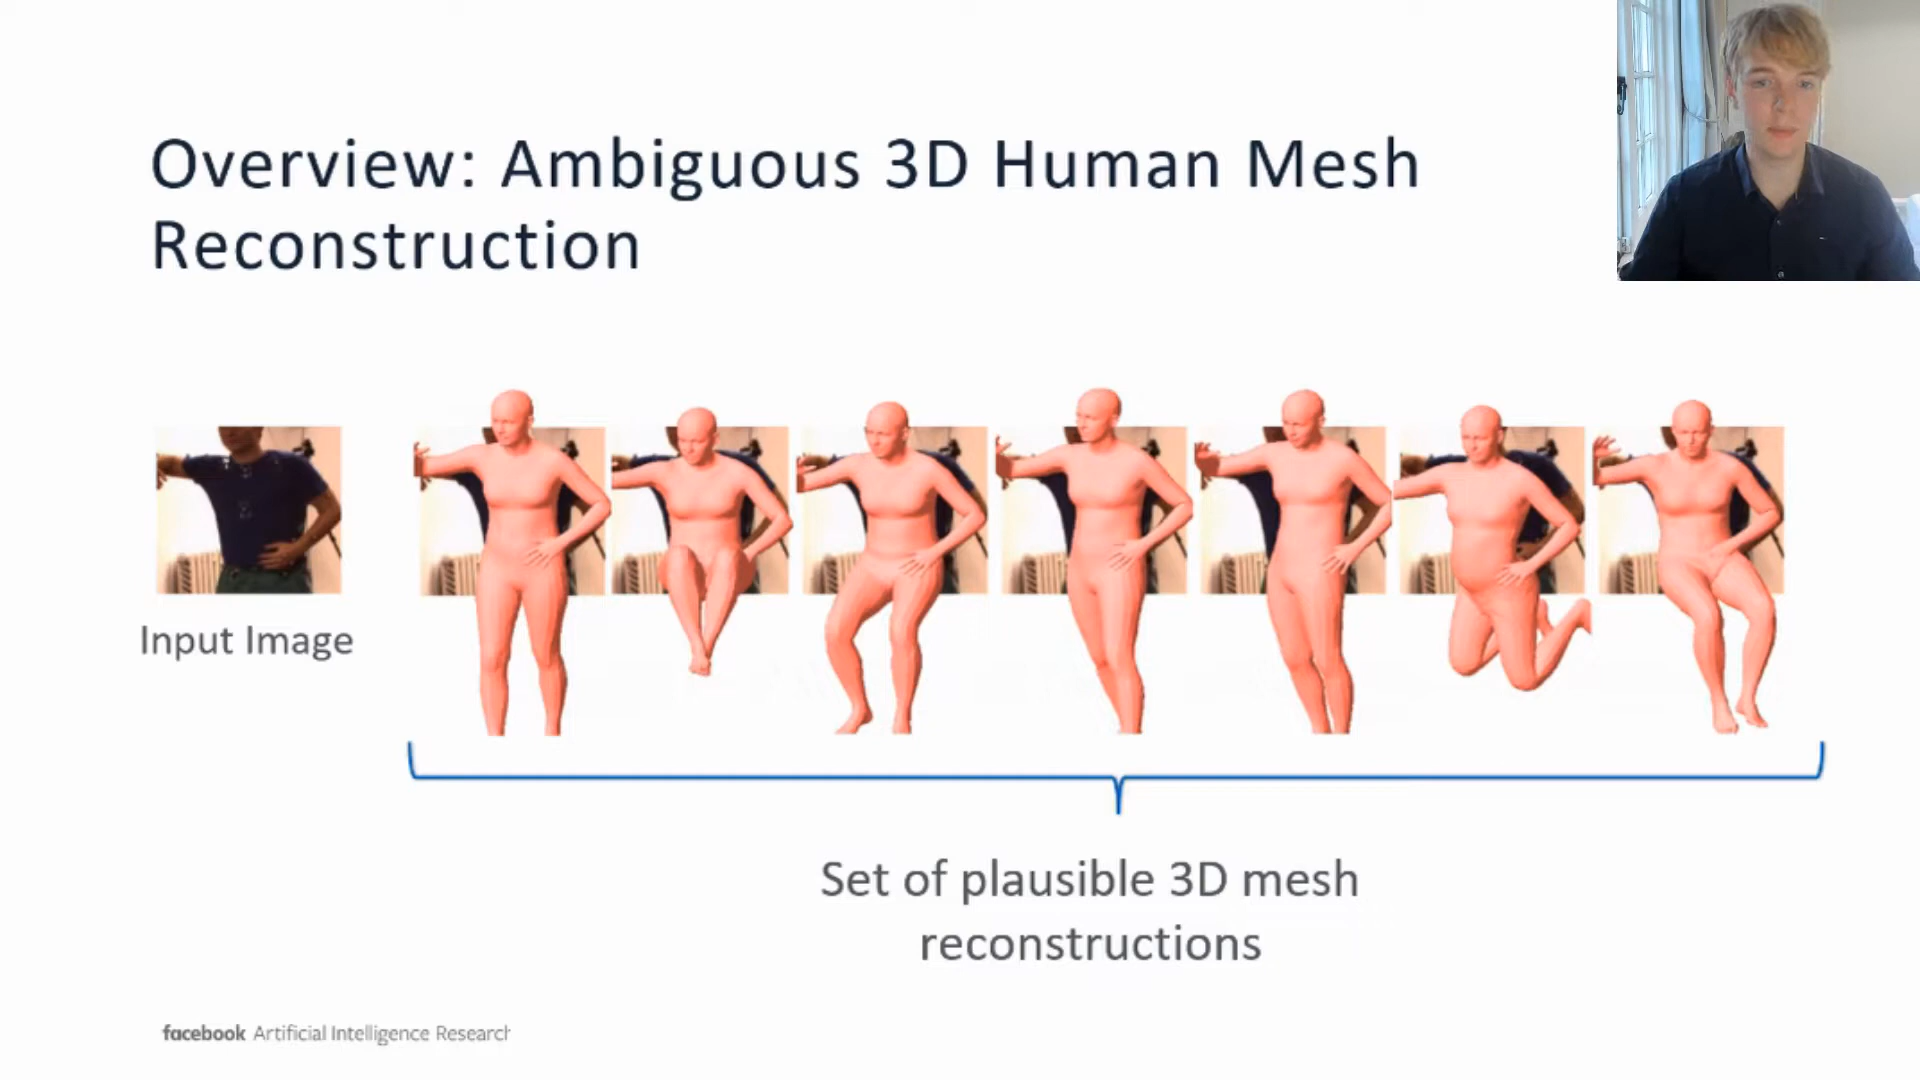 Overview: Ambiguous 3D Human Mesh
Reconstruction
Input Image
Set of plausible 3D mesh
reconstructions
facebook Artificial Intelligence Research